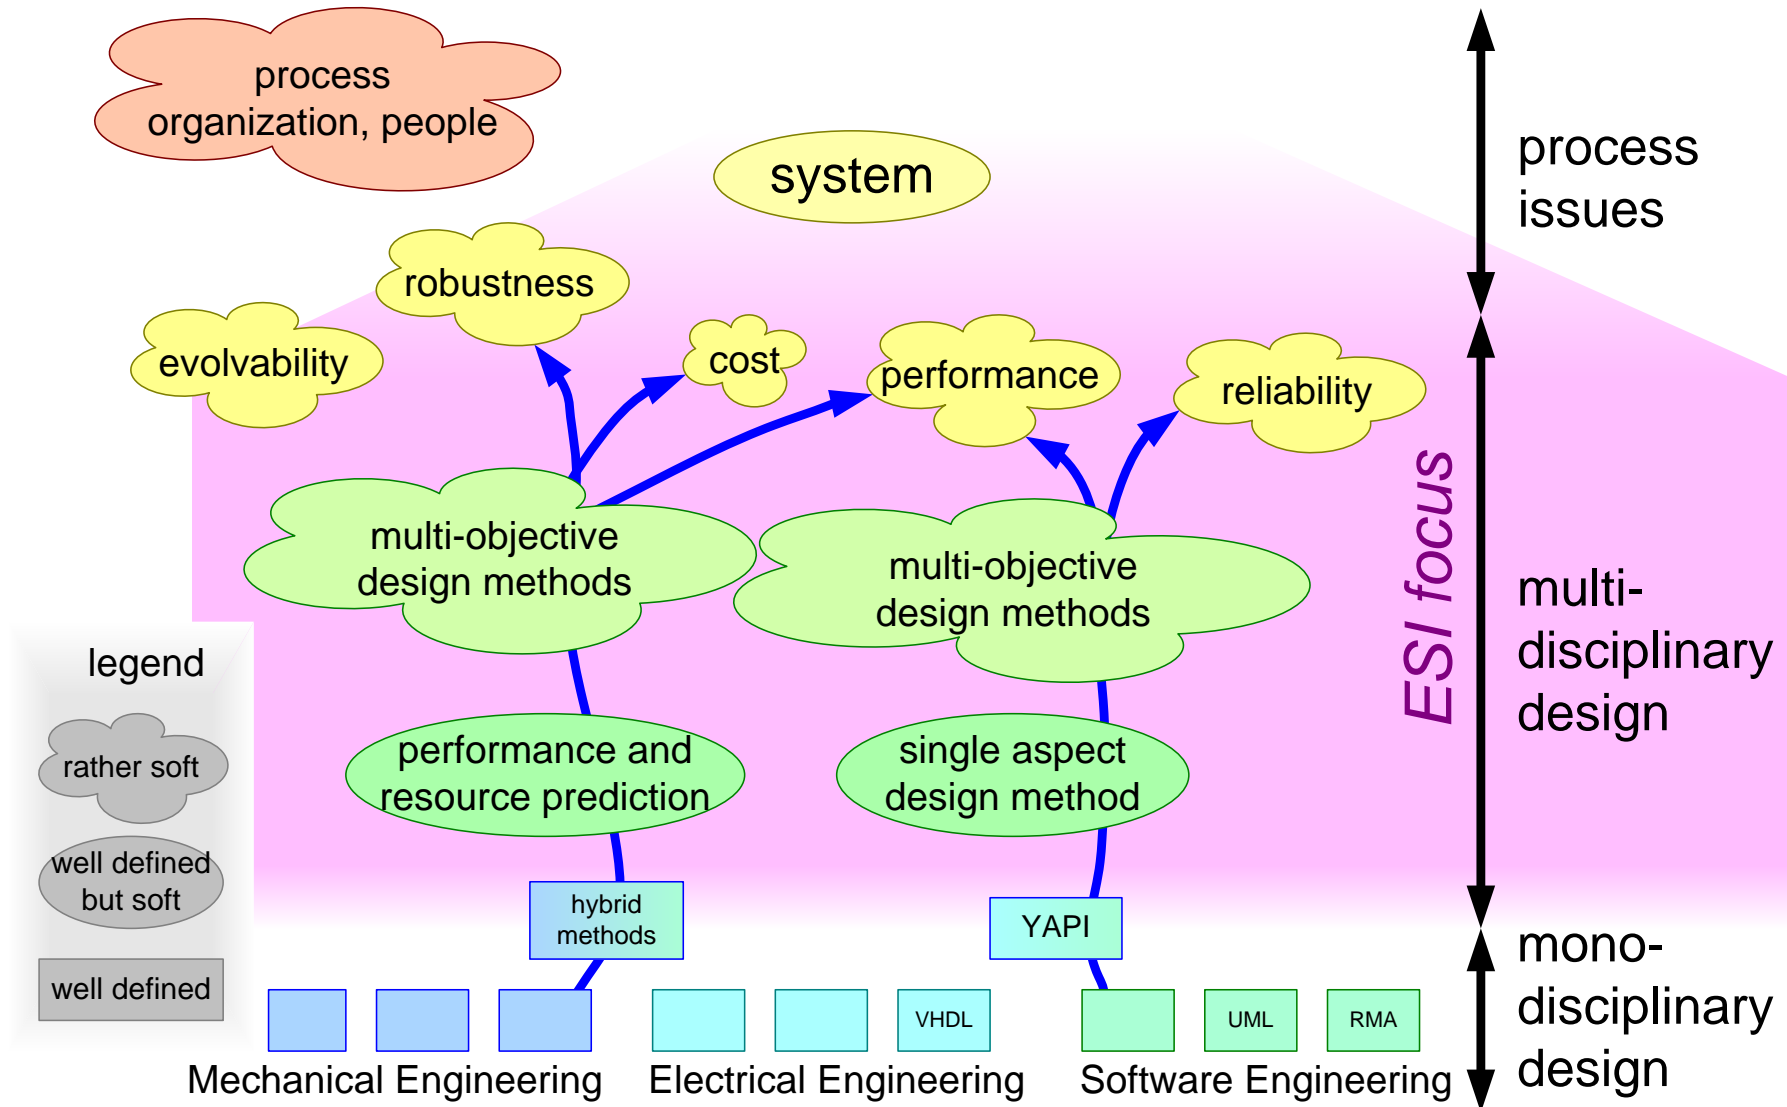 process
organization, people
system
process
issues
robustness
evolvability
cost
performance
reliability
multi-objective
design methods
multi-objective
design methods
ESI focus
multi-
disciplinary
design
legend
rather soft
well defined
but soft
well defined
performance and
resource prediction
single aspect
design method
hybrid
methods
YAPI
mono-
disciplinary
design
VHDL
UML
RMA
Mechanical Engineering
Electrical Engineering
Software Engineering